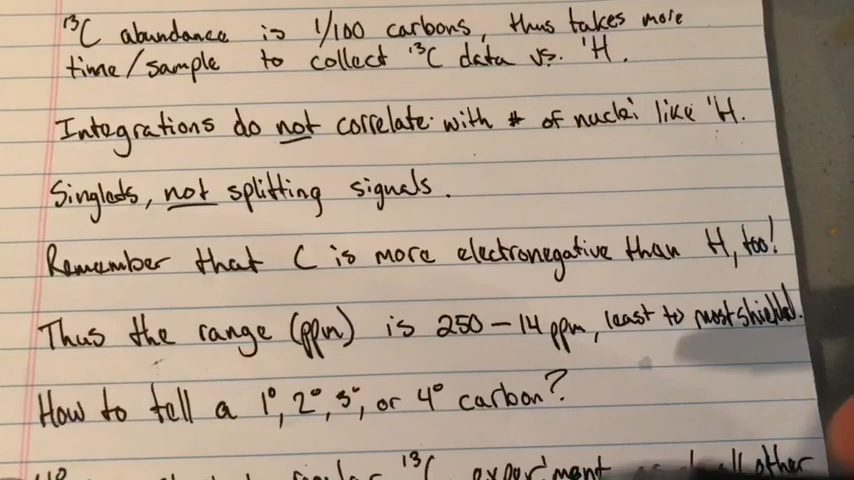 ¹³C abundance is 1/100 carbons, thus takes more
time/sample to collect ¹³C data vs. ¹H.
Integrations do not correlate with # of nuclei like ¹H.
Singlets, not splitting signals.
Remember that C is more electronegative than H, too!
Thus the range (ppm) is 250 - 14 ppm, least to most shielded.
How to tell a 1°, 2°, 3°, or 4° carbon?
¹³C experiment other